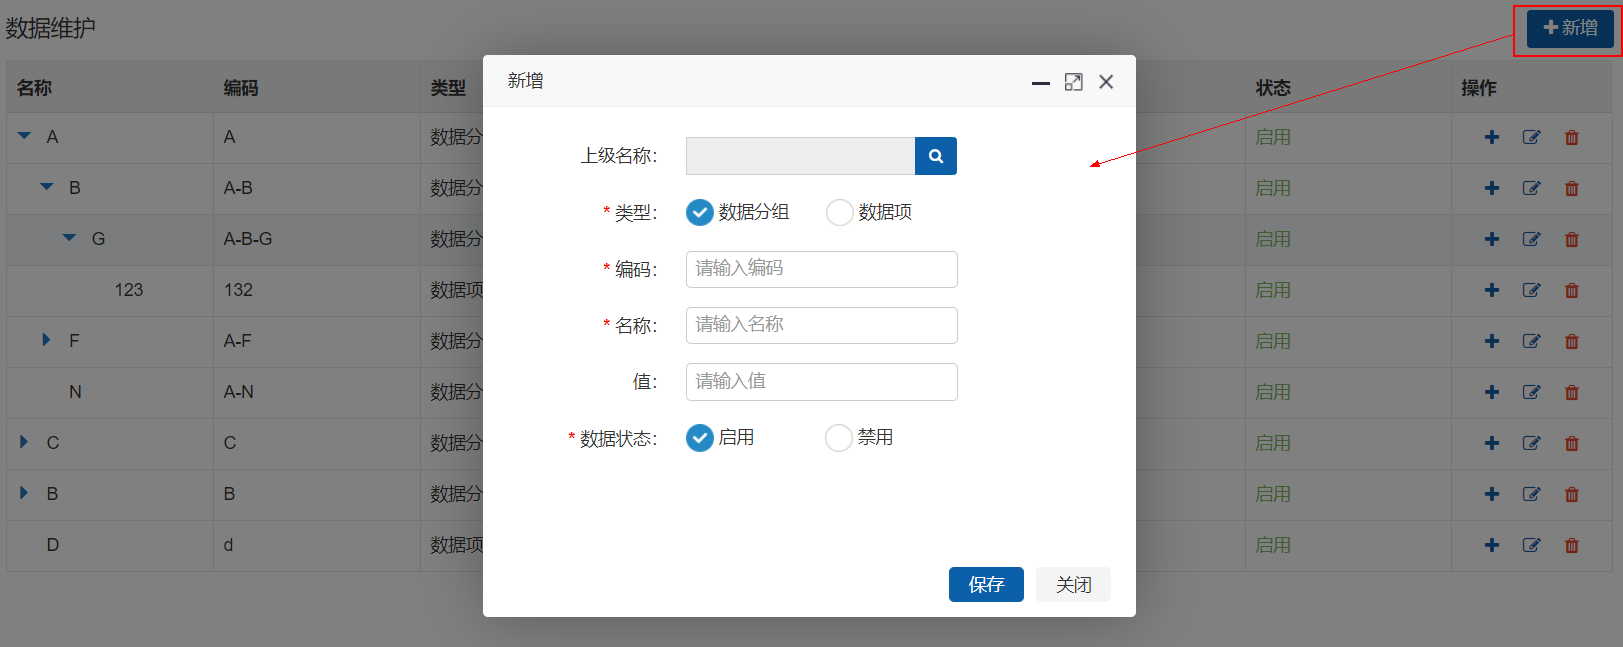 数据维护
新增
名称 编码 类型 状态 操作
A A 数据分 启用
B A-B 数据分 启用
G A-B-G 数据分 启用
123 132 数据项 启用
F A-F 数据分 启用
N A-N 数据分 启用
C C 数据分 启用
B B 数据分 启用
D d 数据项 启用
新增
上级名称:
* 类型: 数据分组 数据项
* 编码: 请输入编码
* 名称: 请输入名称
值: 请输入值
* 数据状态: 启用 禁用
保存 关闭